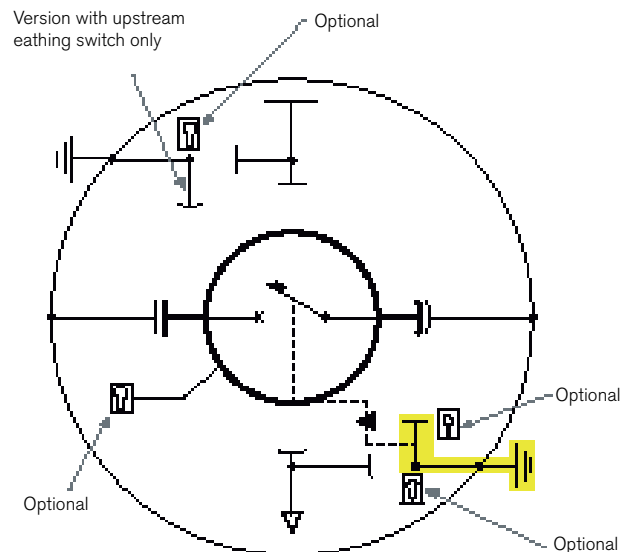 Version with upstream
eathing switch only
Optional
Optional
Optional
Optional